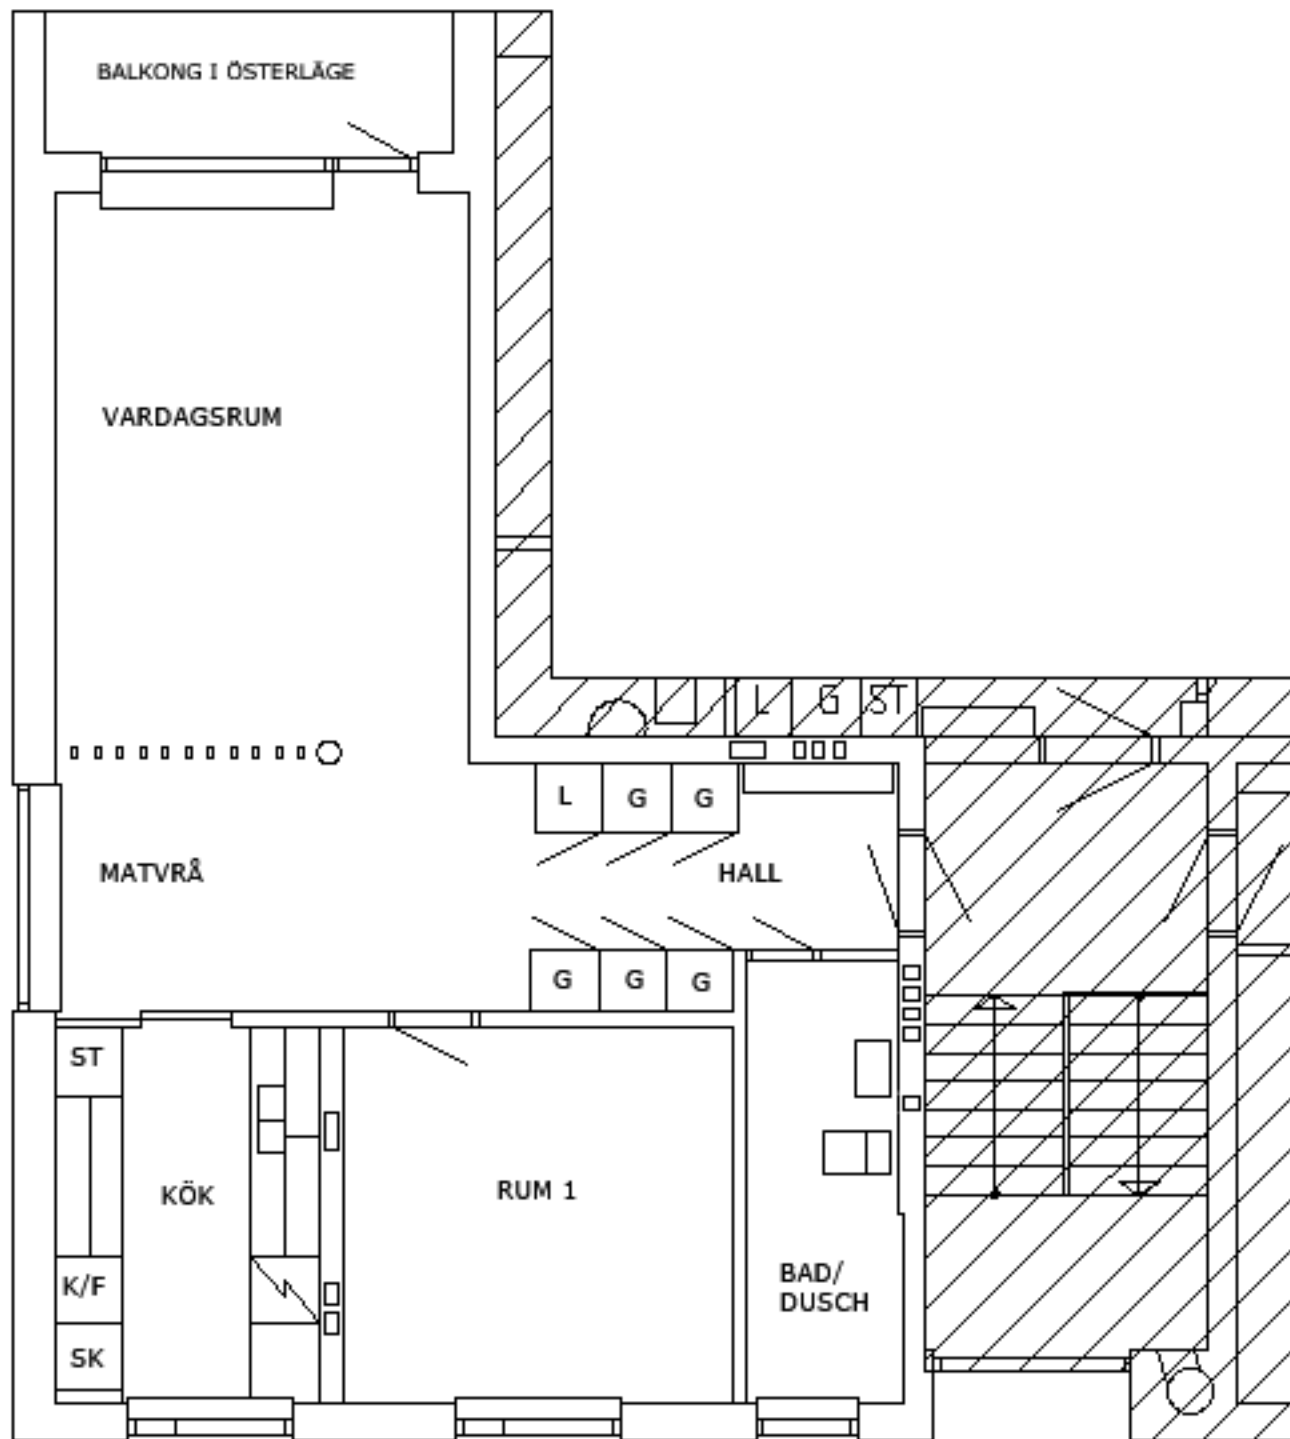 BALKONG I ÖSTERLÄGE
VARDAGSRUM
L G ST
L G G
MATVRÅ
HALL
G G G
ST
KÖK
RUM 1
K/F
BAD/
DUSCH
SK